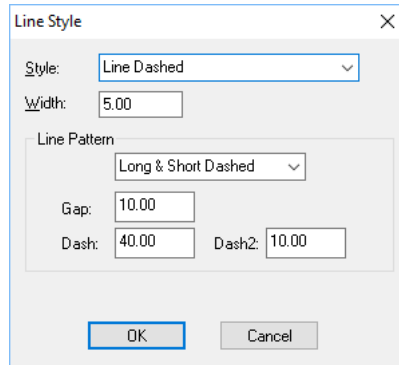 Line Style
Style: Line Dashed
Width: 5.00
Line Pattern
Long & Short Dashed
Gap: 10.00
Dash: 40.00 Dash2: 10.00
OK Cancel